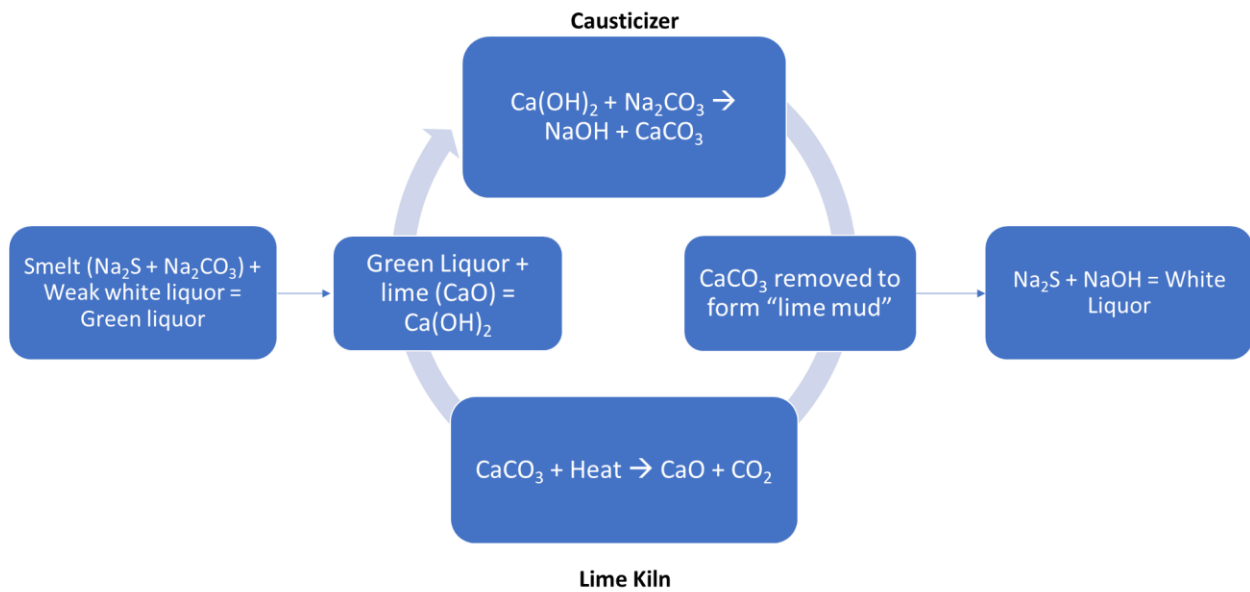 Causticizer
Ca(OH)₂ + Na₂CO₃ →
NaOH + CaCO₃
Smelt (Na₂S + Na₂CO₃) +
Weak white liquor =
Green liquor
Green Liquor +
lime (CaO) =
Ca(OH)₂
CaCO₃ removed to
form “lime mud”
Na₂S + NaOH = White
Liquor
CaCO₃ + Heat → CaO + CO₂
Lime Kiln